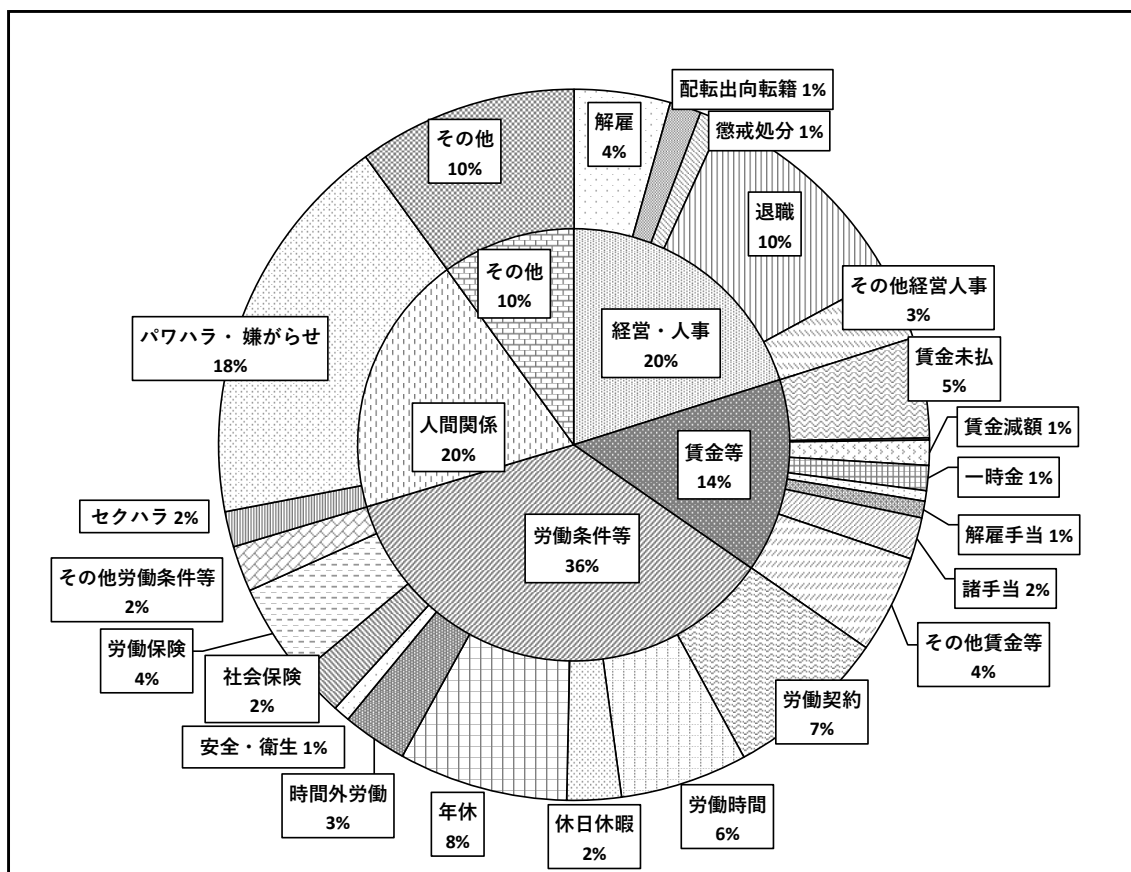 解雇
4%
配転出向転籍 1%
懲戒処分 1%
退職
10%
その他経営人事
3%
賃金未払
5%
賃金減額 1%
一時金 1%
解雇手当 1%
諸手当 2%
その他賃金等
4%
労働契約
7%
労働時間
6%
休日休暇
2%
年休
8%
時間外労働
3%
安全・衛生 1%
社会保険
2%
労働保険
4%
その他労働条件等
2%
セクハラ 2%
パワハラ・ 嫌がらせ
18%
その他
10%
経営・人事
20%
賃金等
14%
労働条件等
36%
人間関係
20%
その他
10%